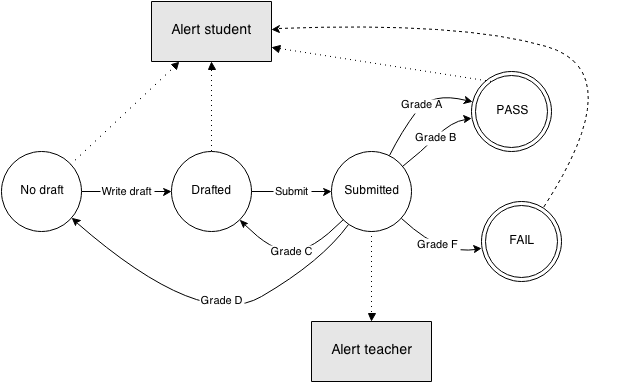 Alert student
Grade A
PASS
Grade B
No draft
Write draft
Drafted
Submit
Submitted
Grade C
Grade F
FAIL
Grade D
Alert teacher